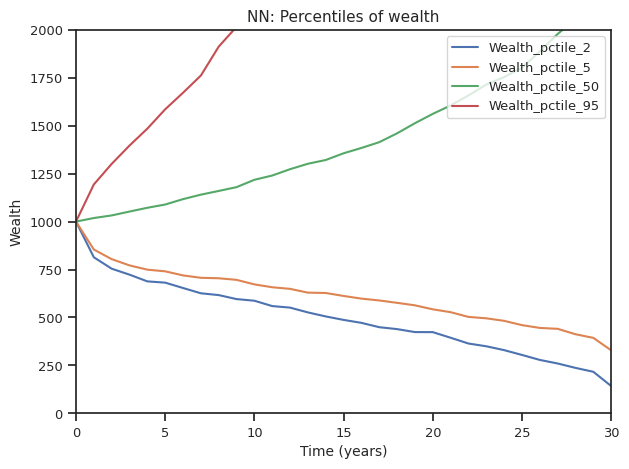 NN: Percentiles of wealth
2000
1750
1500
1250
1000
750
500
250
0
Wealth
Wealth_pctile_2
Wealth_pctile_5
Wealth_pctile_50
Wealth_pctile_95
0 5 10 15 20 25 30
Time (years)